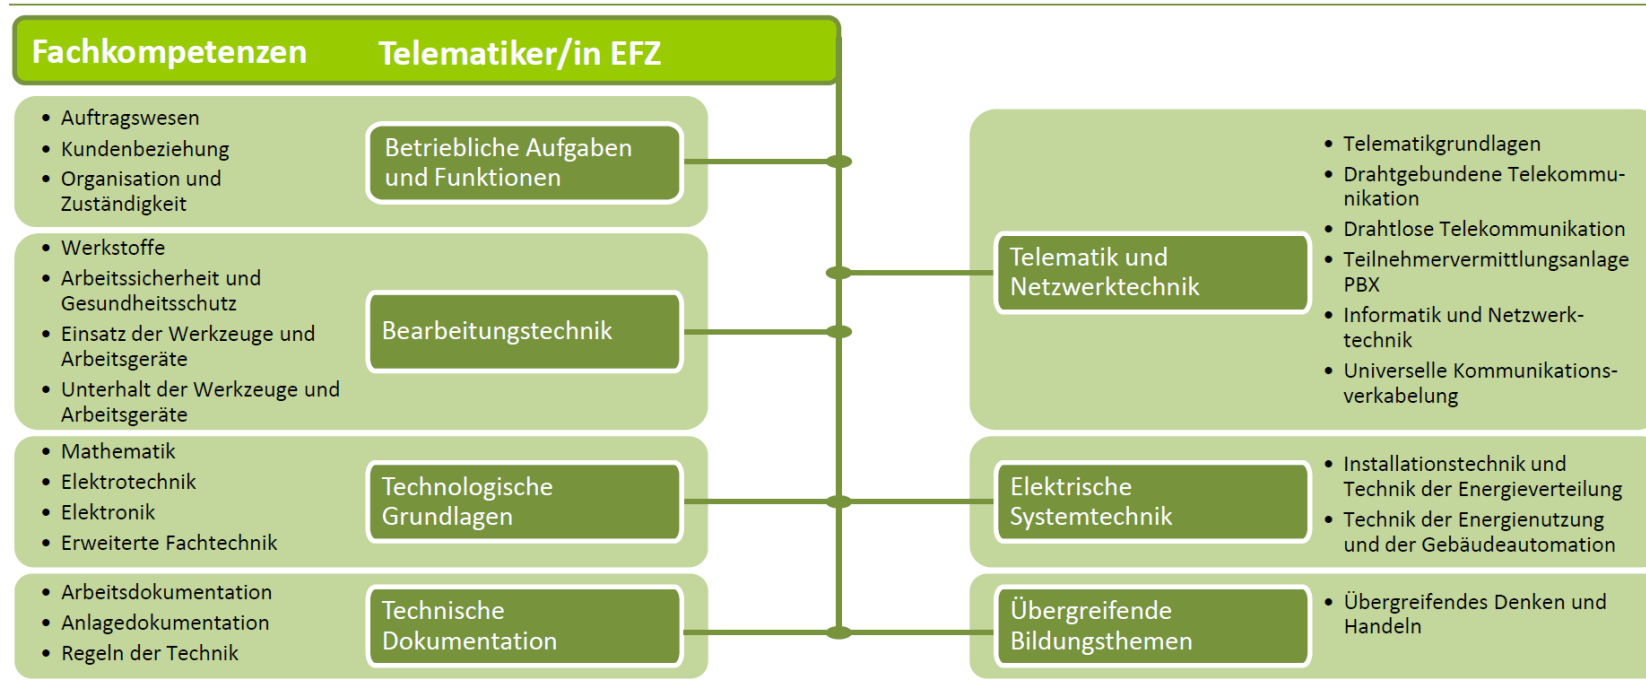 Fachkompetenzen Telematiker/in EFZ
• Auftragswesen
• Kundenbeziehung
• Organisation und
Zuständigkeit
Betriebliche Aufgaben
und Funktionen
• Werkstoffe
• Arbeitssicherheit und
Gesundheitsschutz
• Einsatz der Werkzeuge und
Arbeitsgeräte
• Unterhalt der Werkzeuge und
Arbeitsgeräte
Bearbeitungstechnik
• Mathematik
• Elektrotechnik
• Elektronik
• Erweiterte Fachtechnik
Technologische
Grundlagen
• Arbeitsdokumentation
• Anlagedokumentation
• Regeln der Technik
Technische
Dokumentation
Telematik und
Netzwerktechnik
• Telematikgrundlagen
• Drahtgebundene Telekommu-
nikation
• Drahtlose Telekommunikation
• Teilnehmervermittlungsanlage
PBX
• Informatik und Netzwerk-
technik
• Universelle Kommunikations-
verkabelung
Elektrische
Systemtechnik
• Installationstechnik und
Technik der Energieverteilung
• Technik der Energienutzung
und der Gebäudeautomation
Übergreifende
Bildungsthemen
• Übergreifendes Denken und
Handeln